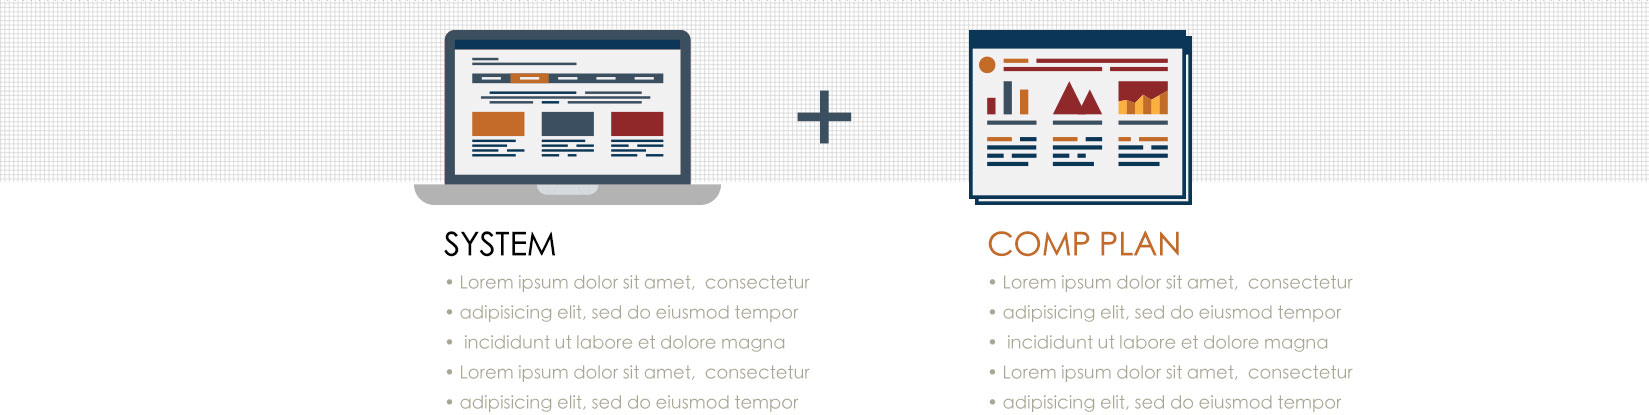 SYSTEM
• Lorem ipsum dolor sit amet,  consectetur
• adipisicing elit, sed do eiusmod tempor
• incididunt ut labore et dolore magna
• Lorem ipsum dolor sit amet,  consectetur
• adipisicing elit, sed do eiusmod tempor
COMP PLAN
• Lorem ipsum dolor sit amet,  consectetur
• adipisicing elit, sed do eiusmod tempor
• incididunt ut labore et dolore magna
• Lorem ipsum dolor sit amet,  consectetur
• adipisicing elit, sed do eiusmod tempor